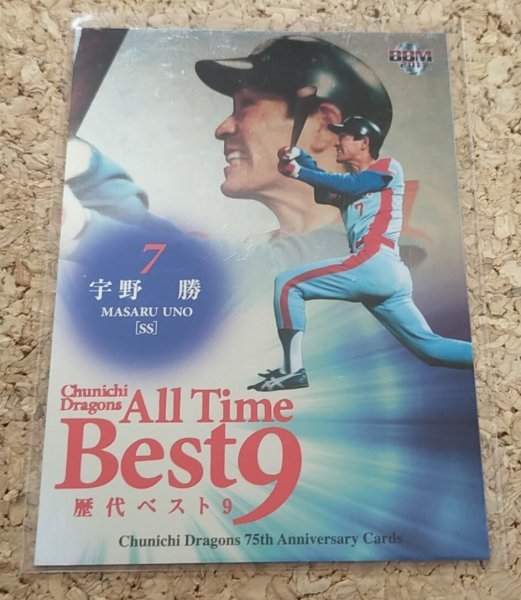 BBM
2011
7
宇野 勝
MASARU UNO
[SS]
7
Chunichi
Dragons
All Time
Best9
歴代ベスト9
Chunichi Dragons 75th Anniversary Cards